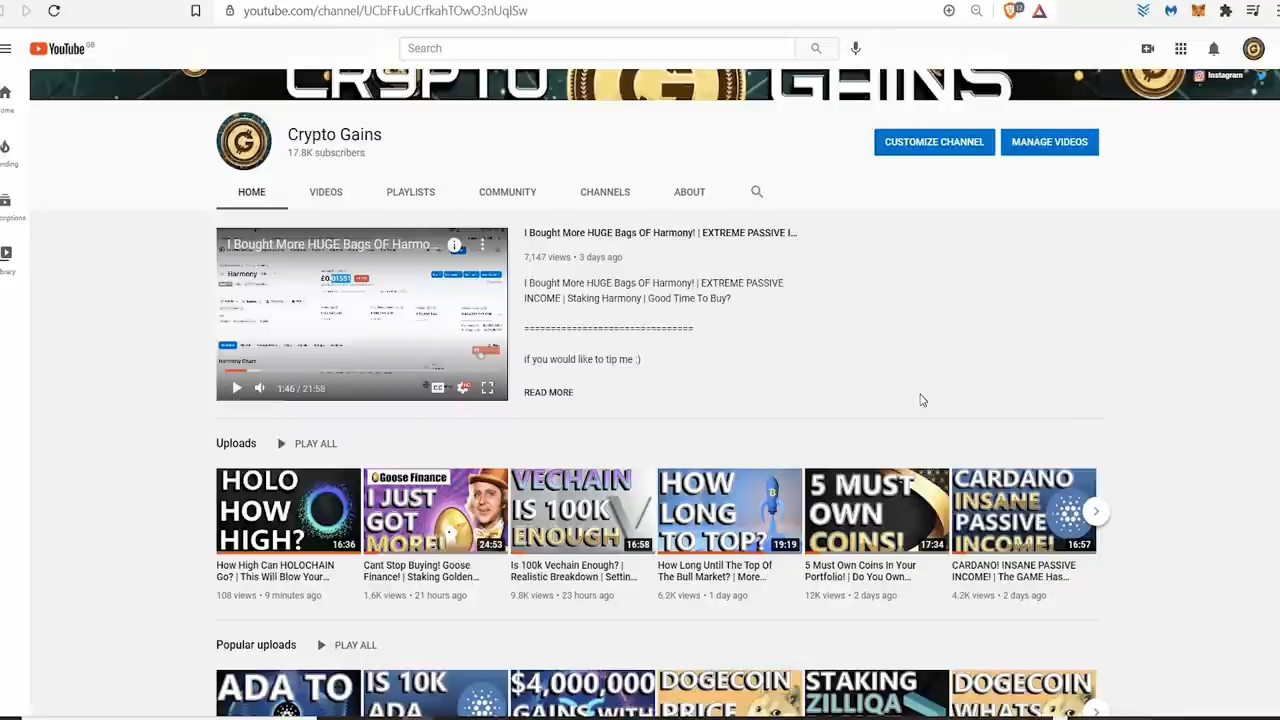 youtube.com/channel/UCbFFuUCrfkahTOwO3nUqISw
12
YouTube GB
Search
CRYPTO GAINS
Instagram
Crypto Gains
17.8K subscribers
CUSTOMIZE CHANNEL
MANAGE VIDEOS
HOME
VIDEOS
PLAYLISTS
COMMUNITY
CHANNELS
ABOUT
I Bought More HUGE Bags OF Harmo...
Harmony
Harmony Chart
1:46 / 21:58
I Bought More HUGE Bags OF Harmony! | EXTREME PASSIVE I...
7,147 views • 3 days ago
I Bought More HUGE Bags OF Harmony! | EXTREME PASSIVE
INCOME | Staking Harmony | Good Time To Buy?
================================
if you would like to tip me :)
READ MORE
Uploads
PLAY ALL
HOLO
HOW
HIGH?
16:36
Goose Finance
I JUST
GOT
MORE!
24:53
VECHAIN
IS 100K
ENOUGH
16:58
HOW
LONG
TO TOP?
19:19
5 MUST
OWN
COINS!
17:34
CARDANO
INSANE
PASSIVE
INCOME!
16:57
How High Can HOLOCHAIN
Go? | This Will Blow Your...
108 views • 9 minutes ago
Cant Stop Buying! Goose
Finance! | Staking Golden...
1.6K views • 21 hours ago
Is 100k Vechain Enough? |
Realistic Breakdown | Settin...
9.8K views • 23 hours ago
How Long Until The Top Of
The Bull Market? | More...
6.2K views • 1 day ago
5 Must Own Coins In Your
Portfolio! | Do You Own...
12K views • 2 days ago
CARDANO! INSANE PASSIVE
INCOME! | The GAME Has...
4.2K views • 2 days ago
Popular uploads
PLAY ALL
ADA TO
IS 10K
ADA
$4,000,000
GAINS WITH
DOGECOIN
PRICE
STAKING
ZILLIQA
DOGECOIN
WHATS